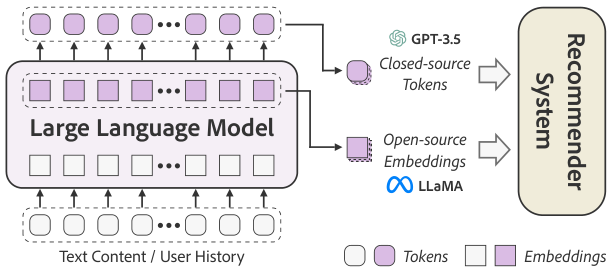 GPT-3.5
Closed-source
Tokens
Large Language Model
Open-source
Embeddings
LLaMA
Recommender
System
Text Content / User History
Tokens
Embeddings